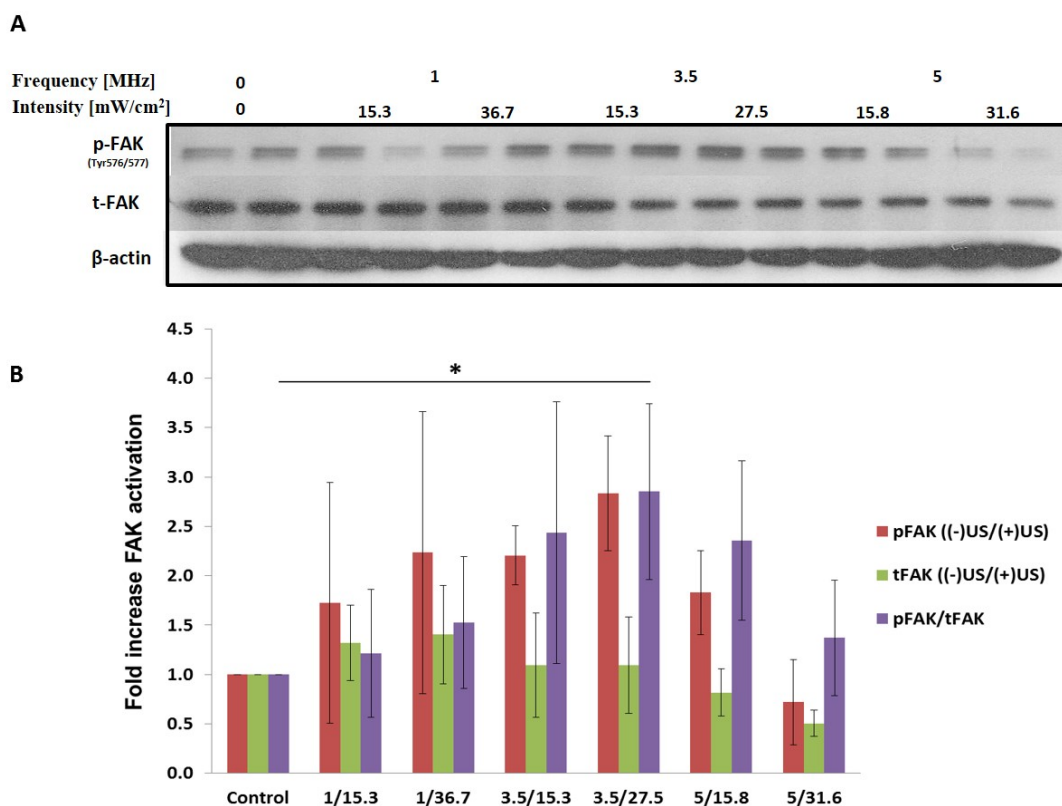 A
Frequency [MHz] 0 1 3.5 5
Intensity [mW/cm²] 0 15.3 36.7 15.3 27.5 15.8 31.6
p-FAK
(Tyr576/577)
t-FAK
β-actin
B
Fold increase FAK activation
4.5
4.0
3.5
3.0
2.5
2.0
1.5
1.0
0.5
0.0
*
Control 1/15.3 1/36.7 3.5/15.3 3.5/27.5 5/15.8 5/31.6
pFAK ((-)US/(+)US)
tFAK ((-)US/(+)US)
pFAK/tFAK